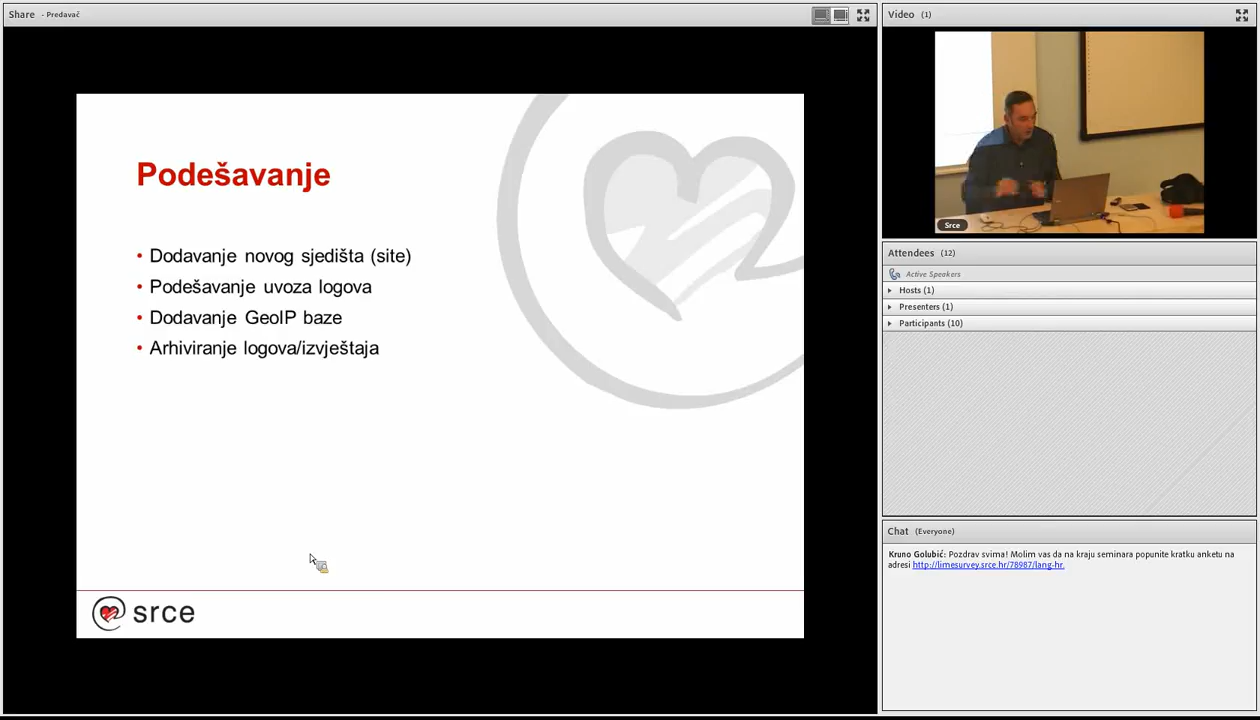 Share - Predavač
Podešavanje
• Dodavanje novog sjedišta (site)
• Podešavanje uvoza logova
• Dodavanje GeoIP baze
• Arhiviranje logova/izvještaja
srce
Video (1)
Srce
Attendees (12)
Active Speakers
Hosts (1)
Presenters (1)
Participants (10)
Chat (Everyone)
Kruno Golubić: Pozdrav svima! Molim vas da na kraju seminara popunite kratku anketu na
adresi http://limesurvey.srce.hr/78987/lang-hr.